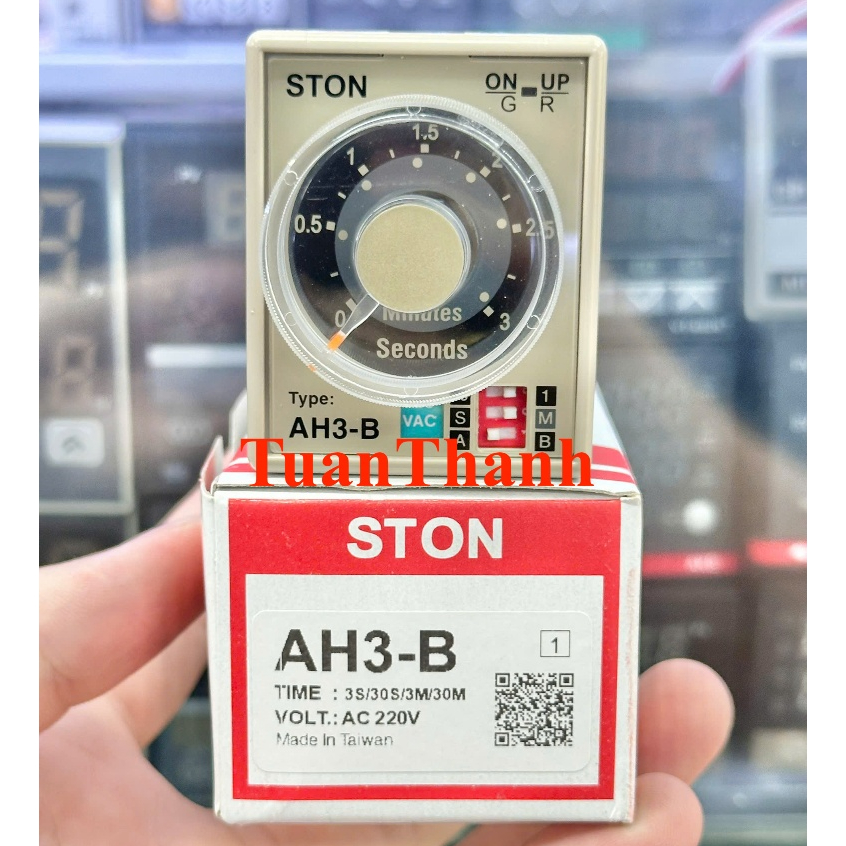 STON
ON UP
G R
0 0.5 1 1.5 2 2.5 3
Minutes
Seconds
Type:
AH3-B
VAC
1
S M
A B
TuanThanh
STON
AH3-B
1
TIME : 3S/30S/3M/30M
VOLT.: AC 220V
Made In Taiwan